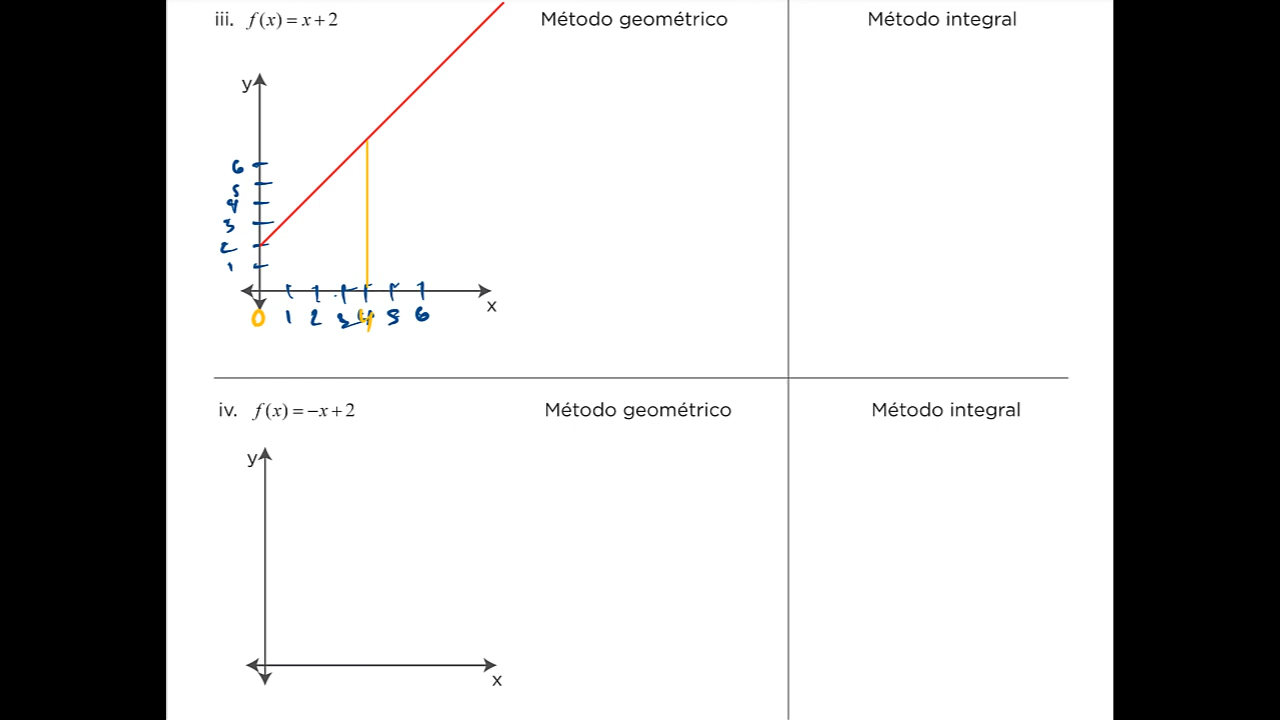 iii. f(x) = x + 2 Método geométrico Método integral
y
6
5
4
3
2
1
x
0 1 2 3 4 5 6
iv. f(x) = −x + 2 Método geométrico Método integral
y
x